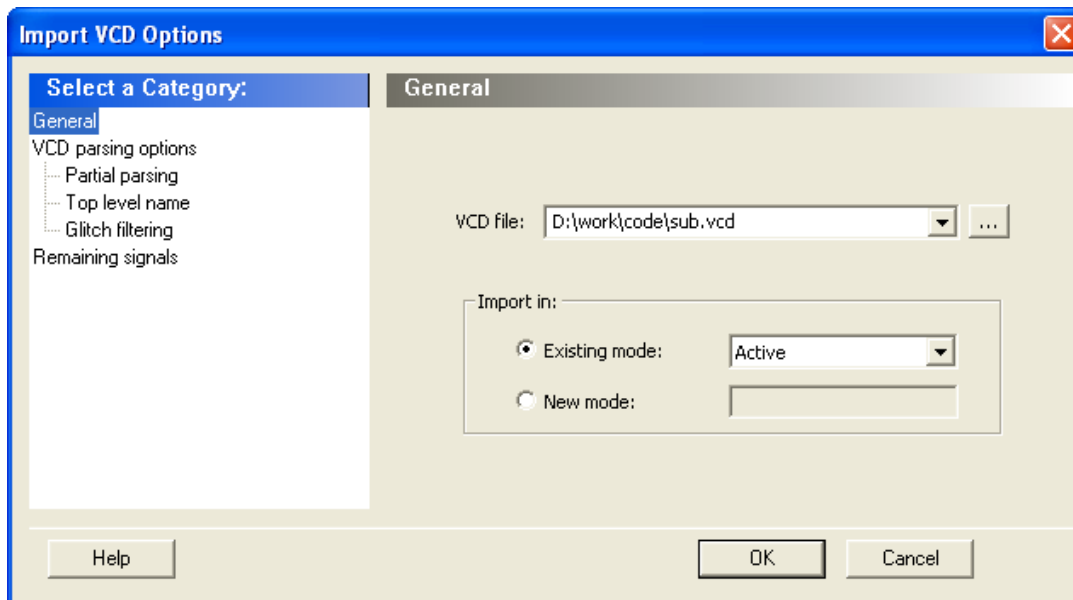 Import VCD Options
Select a Category:
General
VCD parsing options
Partial parsing
Top level name
Glitch filtering
Remaining signals
General
VCD file: D:\work\code\sub.vcd ...
Import in:
Existing mode: Active
New mode:
Help OK Cancel